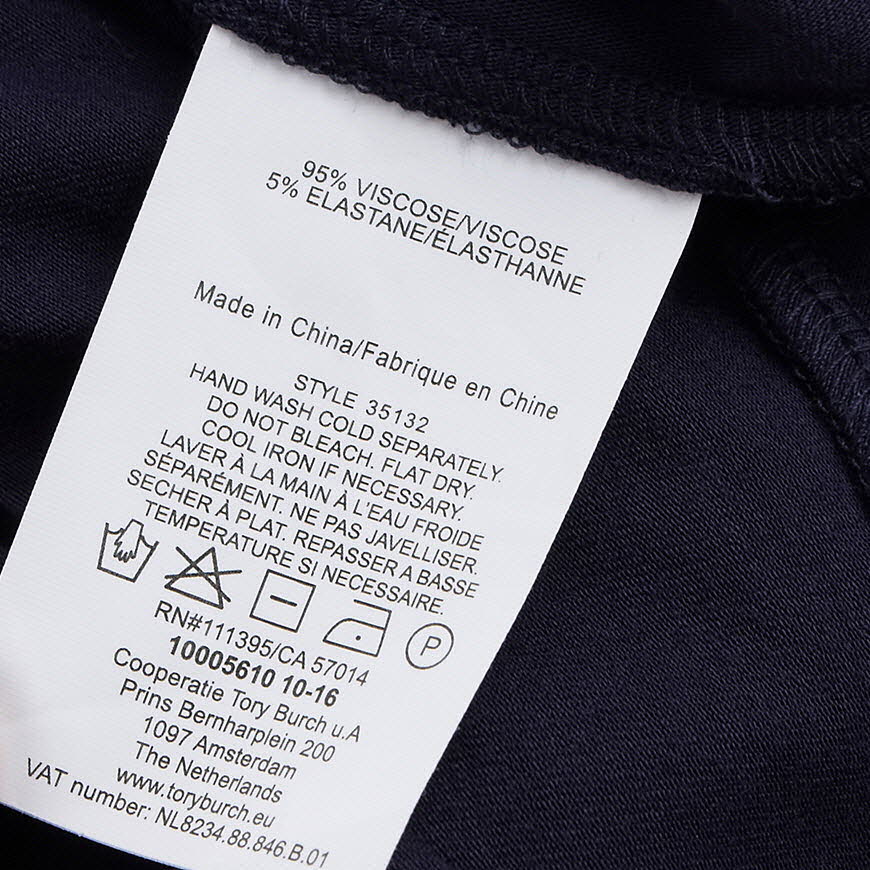 95% VISCOSE/VISCOSE
5% ELASTANE/ÉLASTHANNE
Made in China/Fabrique en Chine
STYLE 35132
HAND WASH COLD SEPARATELY.
DO NOT BLEACH. FLAT DRY.
COOL IRON IF NECESSARY.
LAVER À LA MAIN À L'EAU FROIDE
SÉPARÉMENT. NE PAS JAVELLISER.
SECHER À PLAT. REPASSER A BASSE
TEMPERATURE SI NECESSAIRE.
P
RN#111395/CA 57014
10005610 10-16
Cooperatie Tory Burch u.A
Prins Bernharplein 200
1097 Amsterdam
The Netherlands
www.toryburch.eu
VAT number: NL8234.88.846.B.01